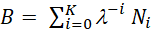 B = ∑_{i=0}^{K} λ^{-i} N_i